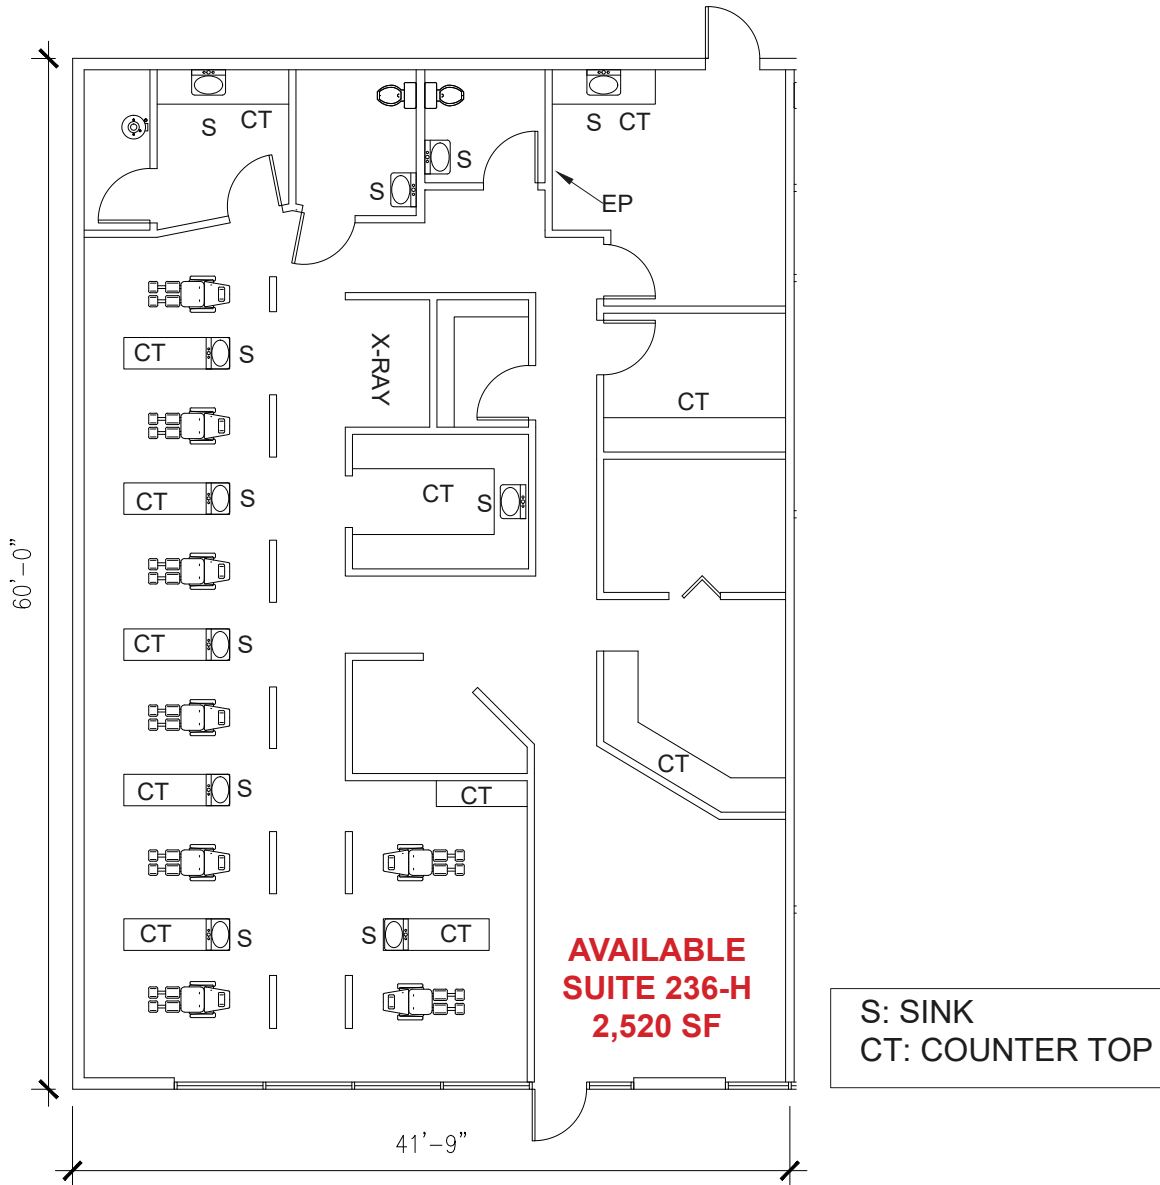 S CT
S CT
S
S
EP
CT S
X-RAY
CT
CT S
CT S
CT S
CT
CT S
CT
CT S
S CT
60'-0"
AVAILABLE
SUITE 236-H
2,520 SF
S: SINK
CT: COUNTER TOP
41'-9"